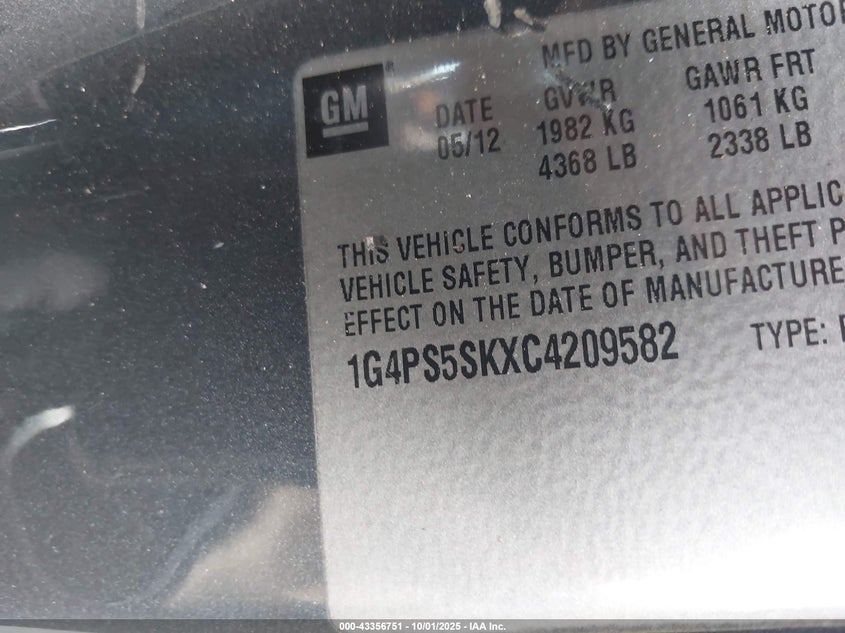 MFD BY GENERAL MOTOR
GM
DATE GVWR GAWR FRT
05/12 1982 KG 1061 KG
4368 LB 2338 LB
THIS VEHICLE CONFORMS TO ALL APPLIC
VEHICLE SAFETY, BUMPER, AND THEFT P
EFFECT ON THE DATE OF MANUFACTURE
1G4PS5SKXC4209582 TYPE: P
000-43356751 - 10/01/2025 - IAA Inc.